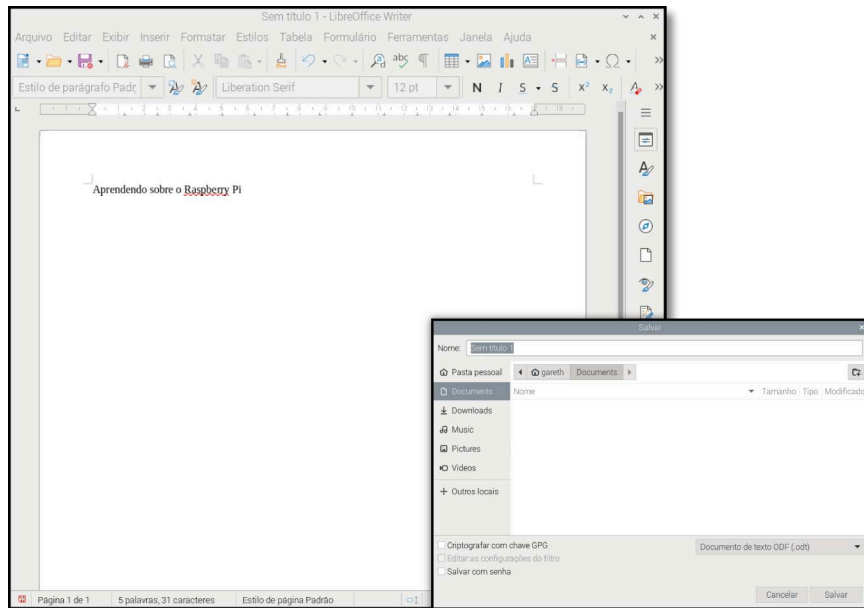 Sem título 1 - LibreOffice Writer
Arquivo Editar Exibir Inserir Formatar Estilos Tabela Formulário Ferramentas Janela Ajuda
Estilo de parágrafo Padr Liberation Serif 12 pt N I S S X² X₂
Aprendendo sobre o Raspberry Pi
Página 1 de 1 5 palavras, 31 caracteres Estilo de página Padrão
Salvar
Nome: Sem título 1
Pasta pessoal gareth Documents
Documents Nome Tamanho Tipo Modificado
Downloads
Music
Pictures
Videos
Outros locais
Criptografar com chave GPG Documento de texto ODF (.odt)
Editar as configurações do filtro
Salvar com senha
Cancelar Salvar